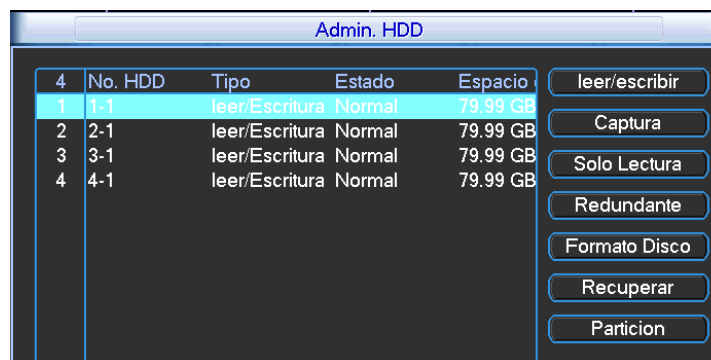 Admin. HDD
4 No. HDD Tipo Estado Espacio
1 1-1 leer/Escritura Normal 79.99 GB
2 2-1 leer/Escritura Normal 79.99 GB
3 3-1 leer/Escritura Normal 79.99 GB
4 4-1 leer/Escritura Normal 79.99 GB
leer/escribir
Captura
Solo Lectura
Redundante
Formato Disco
Recuperar
Particion